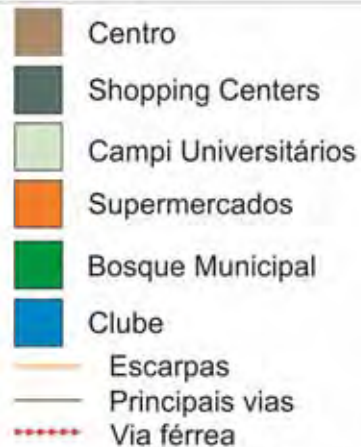 Centro
Shopping Centers
Campi Universitários
Supermercados
Bosque Municipal
Clube
Escarpas
Principais vias
Via férrea